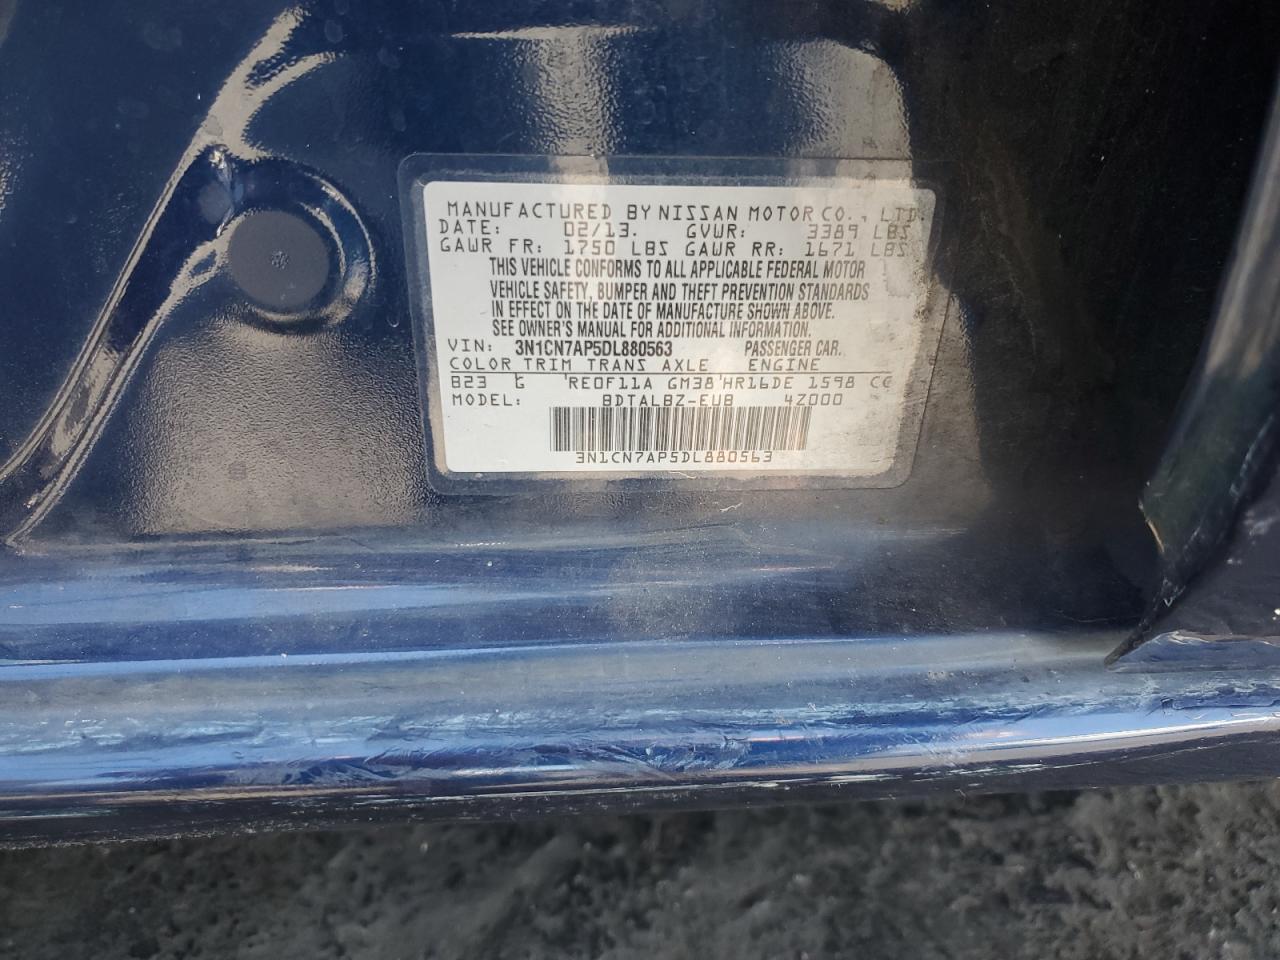 MANUFACTURED BY NISSAN MOTOR CO., LTD.
DATE: 02/13. GVWR: 3389 LBS
GAWR FR: 1750 LBS GAWR RR: 1671 LBS
THIS VEHICLE CONFORMS TO ALL APPLICABLE FEDERAL MOTOR
VEHICLE SAFETY, BUMPER AND THEFT PREVENTION STANDARDS
IN EFFECT ON THE DATE OF MANUFACTURE SHOWN ABOVE.
SEE OWNER'S MANUAL FOR ADDITIONAL INFORMATION.
VIN: 3N1CN7AP5DL880563 PASSENGER CAR.
COLOR TRIM TRANS AXLE ENGINE
B23 G RE0F11A GM38 HR16DE 1598 CC
MODEL: BDTALBZ-EUB 4Z000
3N1CN7AP5DL880563